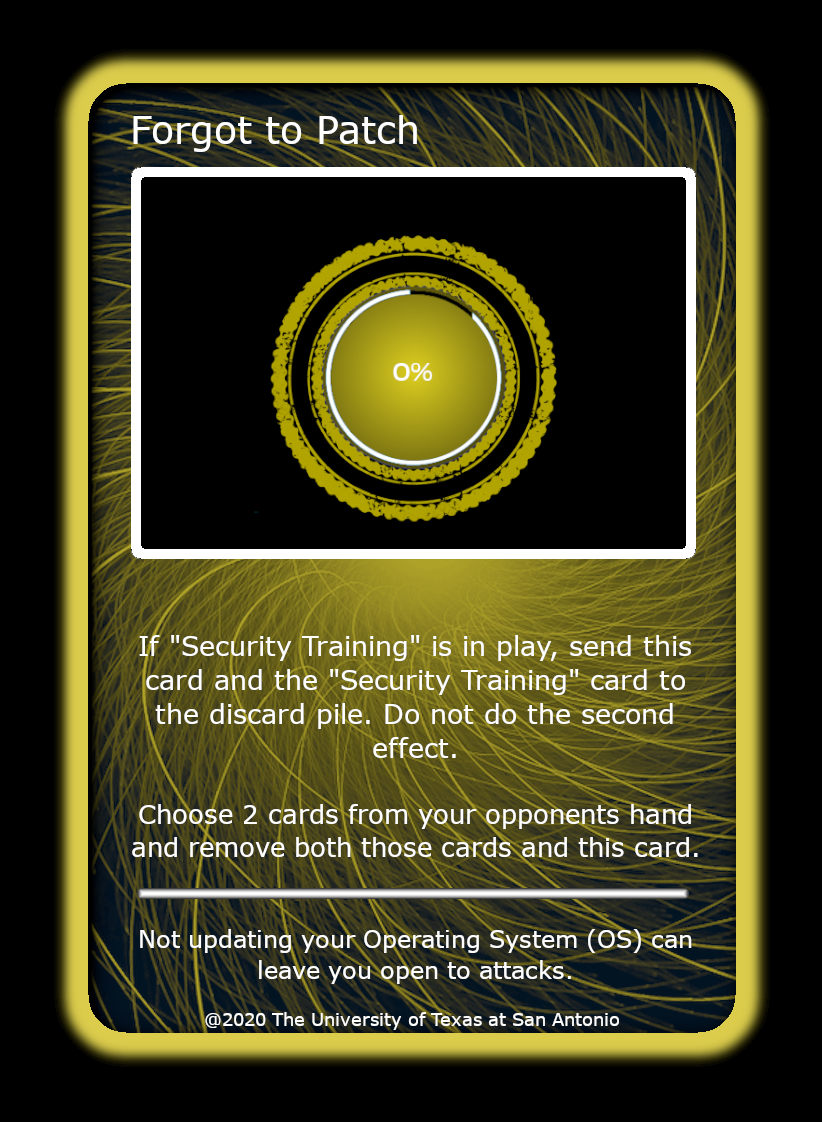 Forgot to Patch
0%
If "Security Training" is in play, send this
card and the "Security Training" card to
the discard pile. Do not do the second
effect.
Choose 2 cards from your opponents hand
and remove both those cards and this card.
Not updating your Operating System (OS) can
leave you open to attacks.
@2020 The University of Texas at San Antonio